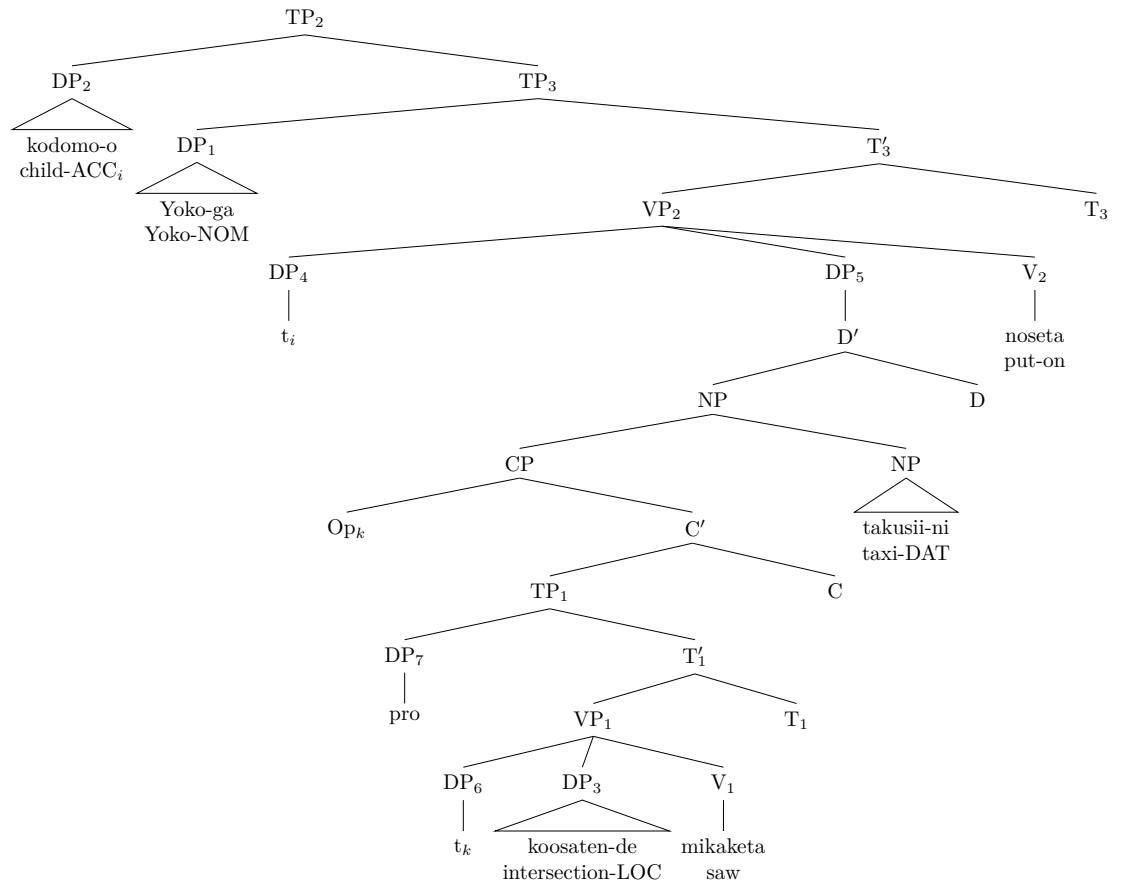 TP₂
DP₂ TP₃
kodomo-o
child-ACCᵢ
DP₁ T′₃
Yoko-ga
Yoko-NOM
VP₂ T₃
DP₄ DP₅ V₂
tᵢ D′ noseta
put-on
NP D
CP NP
Opₖ C′ takusii-ni
taxi-DAT
TP₁ C
DP₇ T′₁
pro VP₁ T₁
DP₆ DP₃ V₁
tₖ koosaten-de mikaketa
intersection-LOC saw